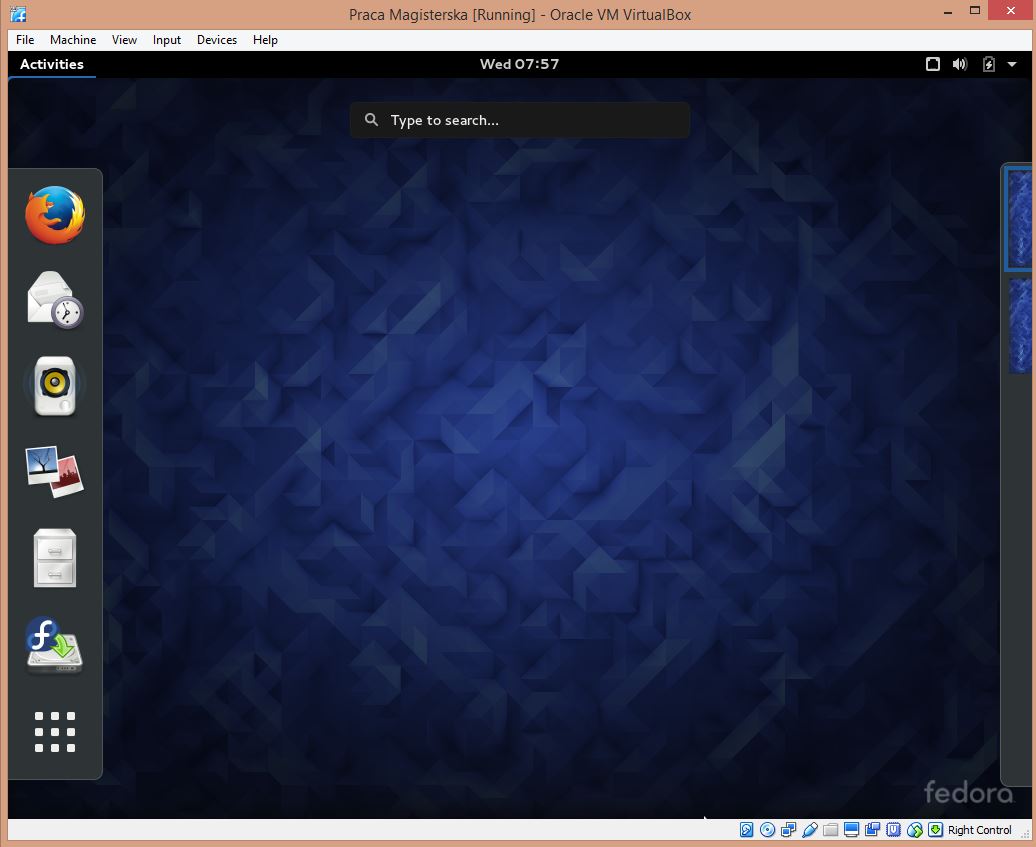 Praca Magisterska [Running] - Oracle VM VirtualBox
File Machine View Input Devices Help
Activities Wed 07:57
Type to search...
fedora
Right Control